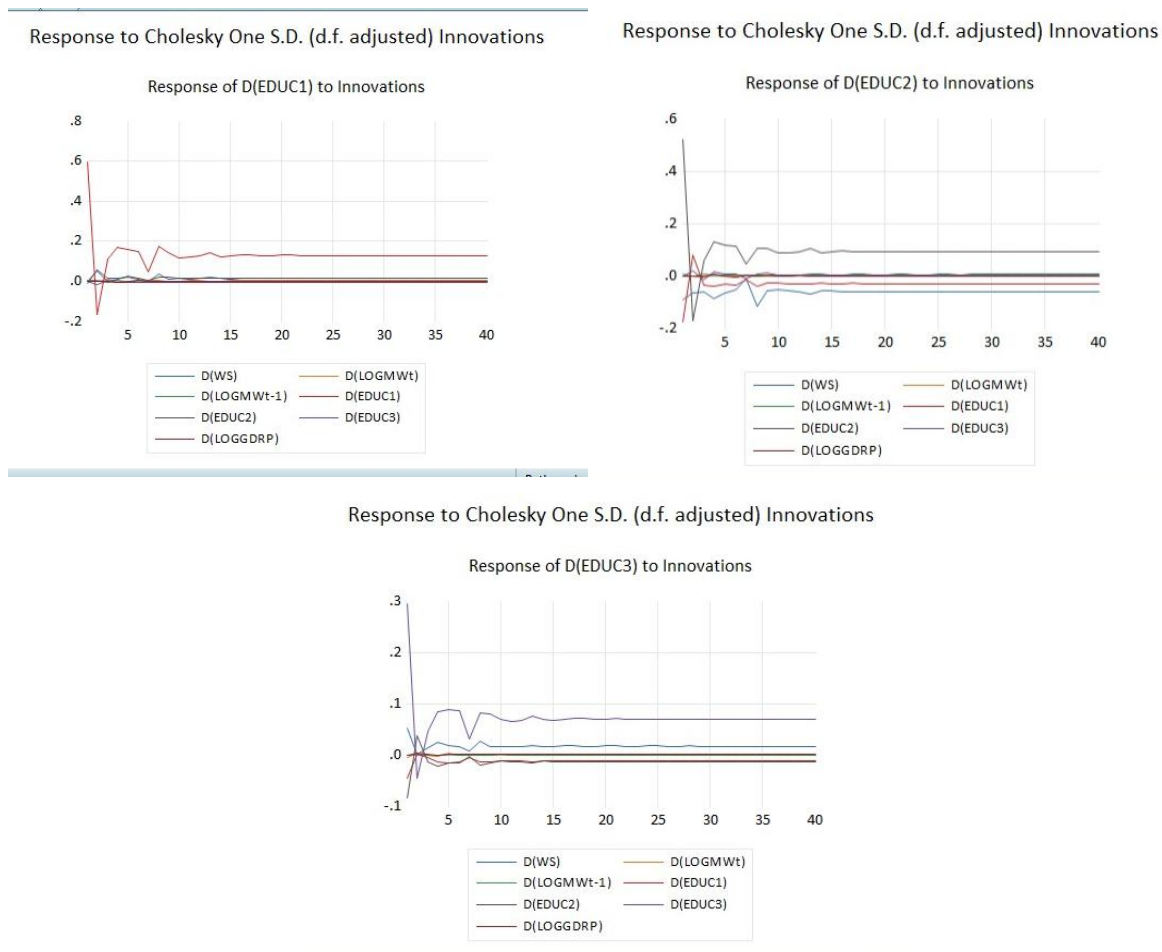 Response to Cholesky One S.D. (d.f. adjusted) Innovations
Response of D(EDUC1) to Innovations
.8
.6
.4
.2
.0
-.2
5 10 15 20 25 30 35 40
D(WS) D(LOGMWt)
D(LOGMWt-1) D(EDUC1)
D(EDUC2) D(EDUC3)
D(LOGGDRP)
Response to Cholesky One S.D. (d.f. adjusted) Innovations
Response of D(EDUC2) to Innovations
.6
.4
.2
.0
-.2
5 10 15 20 25 30 35 40
D(WS) D(LOGMWt)
D(LOGMWt-1) D(EDUC1)
D(EDUC2) D(EDUC3)
D(LOGGDRP)
Response to Cholesky One S.D. (d.f. adjusted) Innovations
Response of D(EDUC3) to Innovations
.3
.2
.1
.0
-.1
5 10 15 20 25 30 35 40
D(WS) D(LOGMWt)
D(LOGMWt-1) D(EDUC1)
D(EDUC2) D(EDUC3)
D(LOGGDRP)